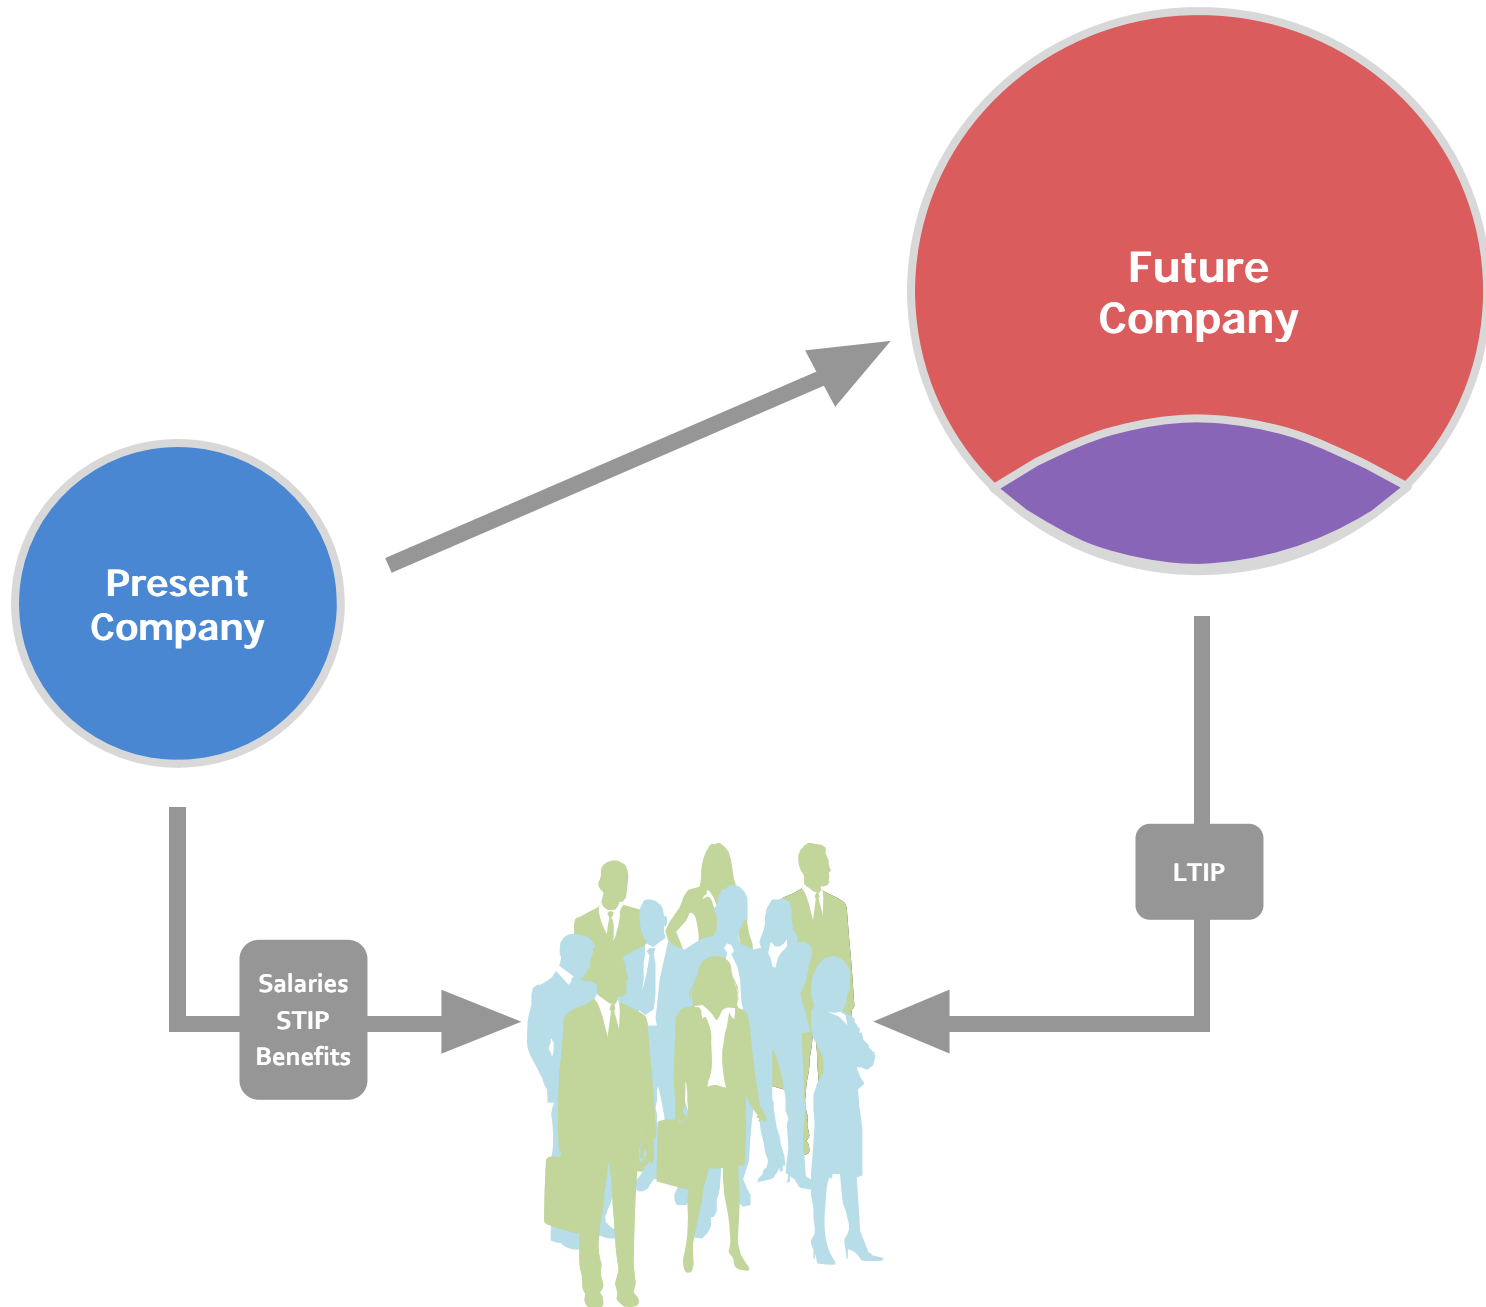 Future
Company
Present
Company
LTIP
Salaries
STIP
Benefits